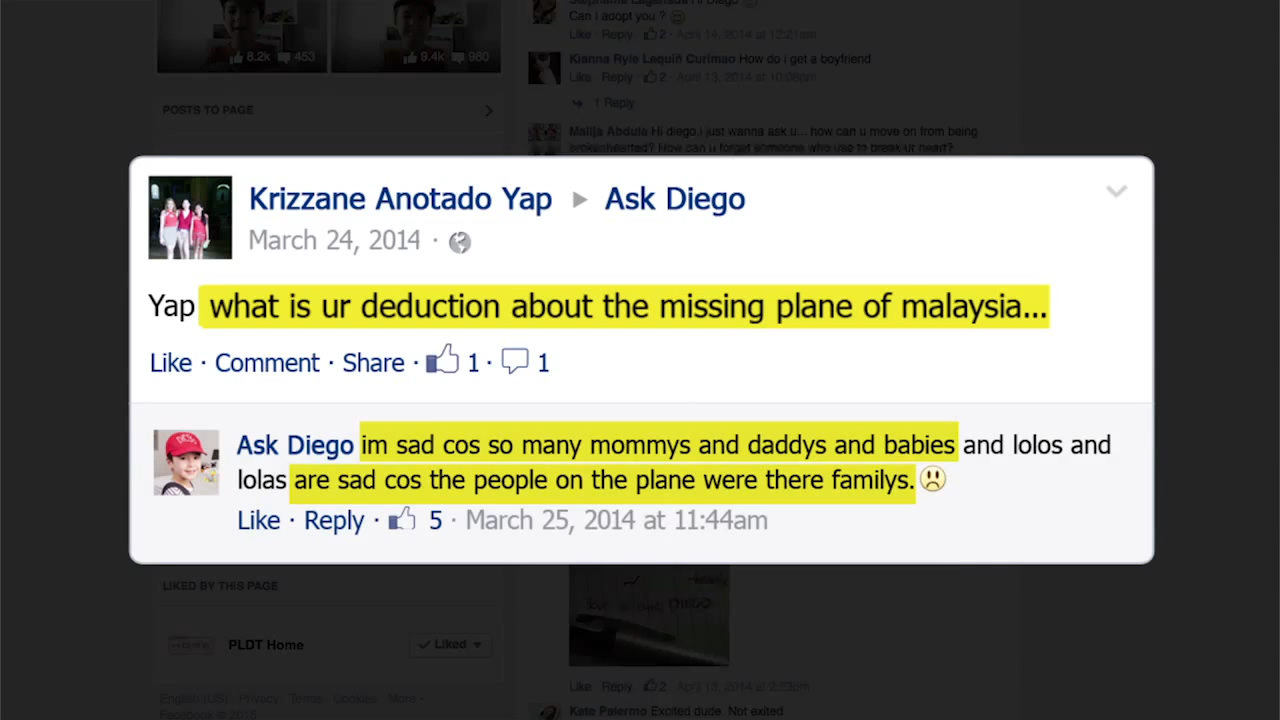 Can I adopt you ?
Like · Reply · 2 · April 14, 2014 at 12:21am
8.2k 453
9.4k 980
Kianna Ryle Lequin Curimao How do i get a boyfriend
Like · Reply · 2 · April 13, 2014 at 10:08pm
1 Reply
POSTS TO PAGE
Malija Abdula Hi diego,i just wanna ask u... how can u move on from being
brokenhearted? How can u forget someone who use to break ur heart?
Krizzane Anotado Yap ▶ Ask Diego
March 24, 2014 ·
Yap what is ur deduction about the missing plane of malaysia...
Like · Comment · Share · 1 · 1
Ask Diego im sad cos so many mommys and daddys and babies and lolos and
lolas are sad cos the people on the plane were there familys.
Like · Reply · 5 · March 25, 2014 at 11:44am
DIEGO
LIKED BY THIS PAGE
PLDT Home
Liked
English (US) · Privacy · Terms · Cookies · More
Facebook © 2015
Like · Reply · 2 · April 13, 2014 at 2:23pm
Kate Palermo Excited dude. Not exited